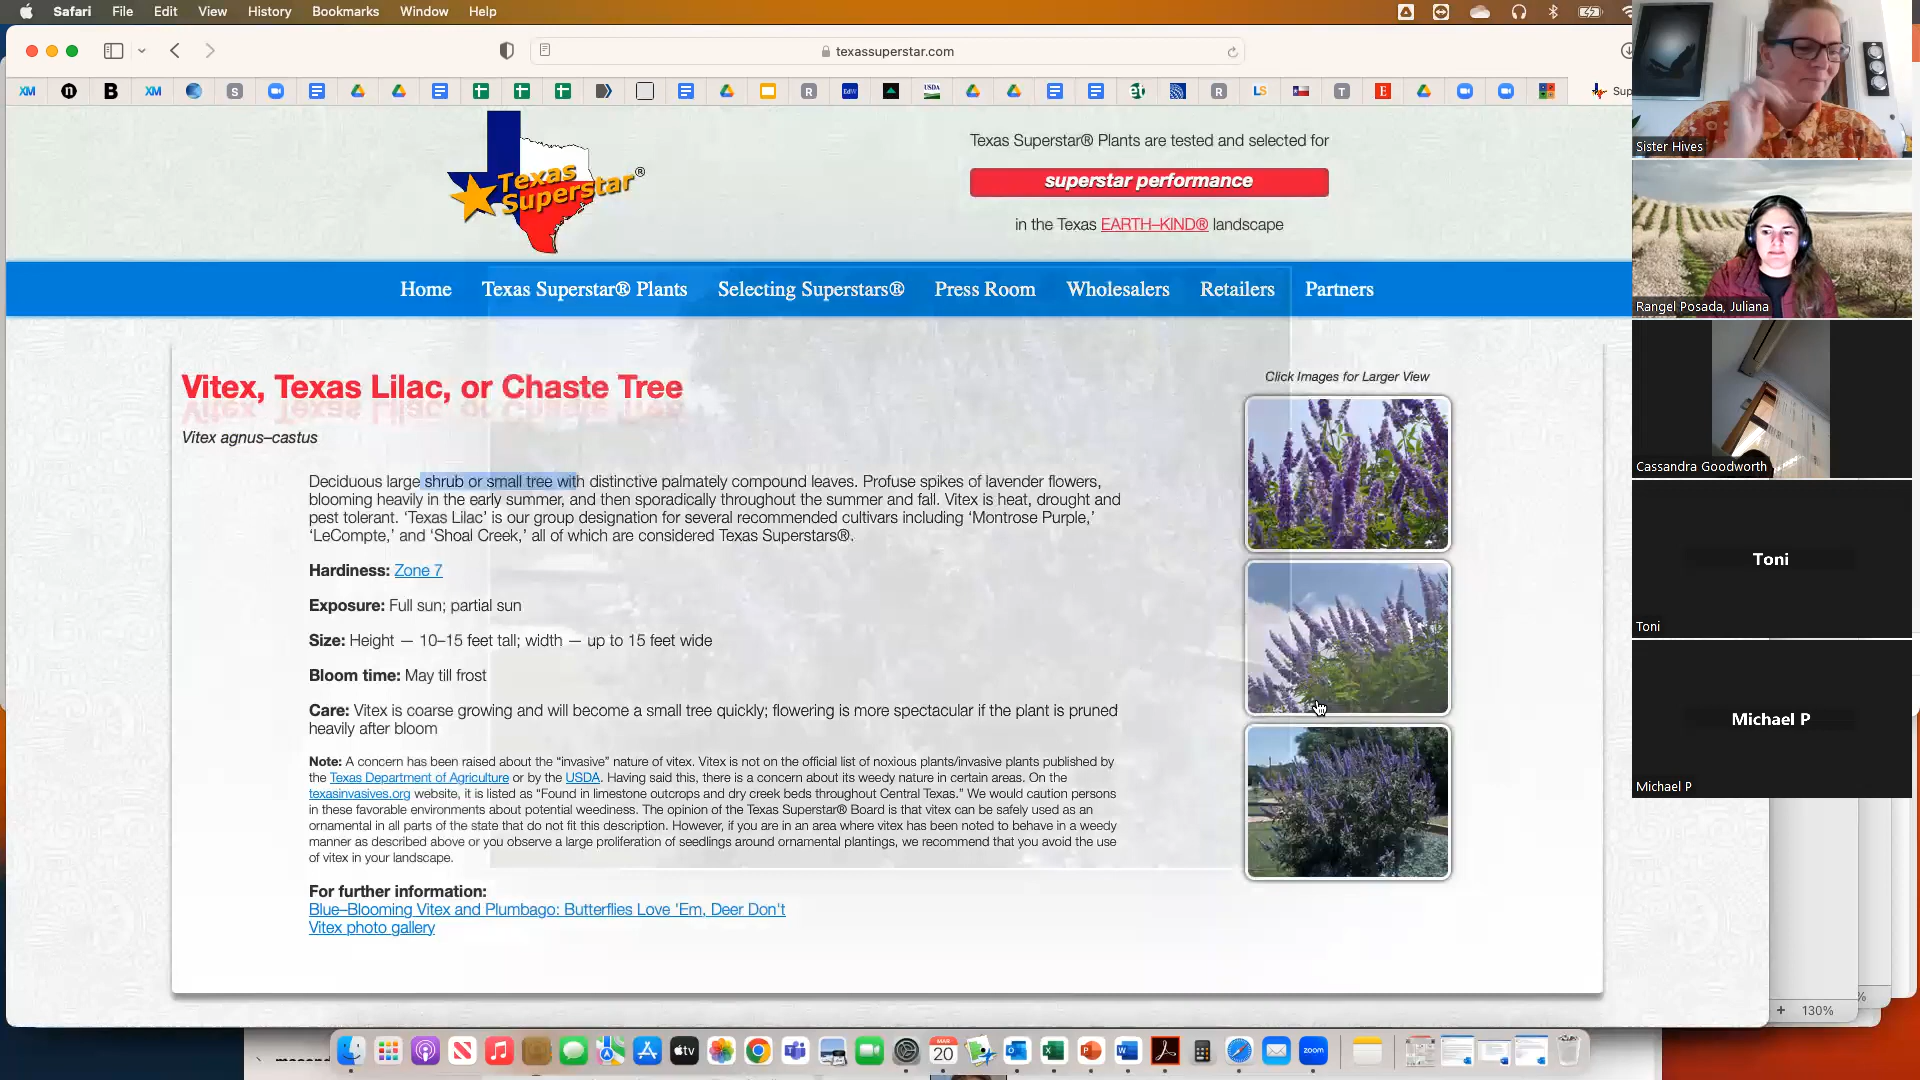 Safari File Edit View History Bookmarks Window Help
texassuperstar.com
Texas
Superstar®
Texas Superstar® Plants are tested and selected for
superstar performance
in the Texas EARTH–KIND® landscape
Home Texas Superstar® Plants Selecting Superstars® Press Room Wholesalers Retailers Partners
Vitex, Texas Lilac, or Chaste Tree
Click Images for Larger View
Vitex agnus–castus
Deciduous large shrub or small tree with distinctive palmately compound leaves. Profuse spikes of lavender flowers,
blooming heavily in the early summer, and then sporadically throughout the summer and fall. Vitex is heat, drought and
pest tolerant. ‘Texas Lilac’ is our group designation for several recommended cultivars including ‘Montrose Purple,’
‘LeCompte,’ and ‘Shoal Creek,’ all of which are considered Texas Superstars®.
Hardiness: Zone 7
Exposure: Full sun; partial sun
Size: Height — 10–15 feet tall; width — up to 15 feet wide
Bloom time: May till frost
Care: Vitex is coarse growing and will become a small tree quickly; flowering is more spectacular if the plant is pruned
heavily after bloom
Note: A concern has been raised about the “invasive” nature of vitex. Vitex is not on the official list of noxious plants/invasive plants published by
the Texas Department of Agriculture or by the USDA. Having said this, there is a concern about its weedy nature in certain areas. On the
texasinvasives.org website, it is listed as “Found in limestone outcrops and dry creek beds throughout Central Texas.” We would caution persons
in these favorable environments about potential weediness. The opinion of the Texas Superstar® Board is that vitex can be safely used as an
ornamental in all parts of the state that do not fit this description. However, if you are in an area where vitex has been noted to behave in a weedy
manner as described above or you observe a large proliferation of seedlings around ornamental plantings, we recommend that you avoid the use
of vitex in your landscape.
For further information:
Blue–Blooming Vitex and Plumbago: Butterflies Love 'Em, Deer Don't
Vitex photo gallery
Sister Hives
Rangel Posada, Juliana
Cassandra Goodworth
Toni
Toni
Michael P
Michael P
+ 130%
20
zoom